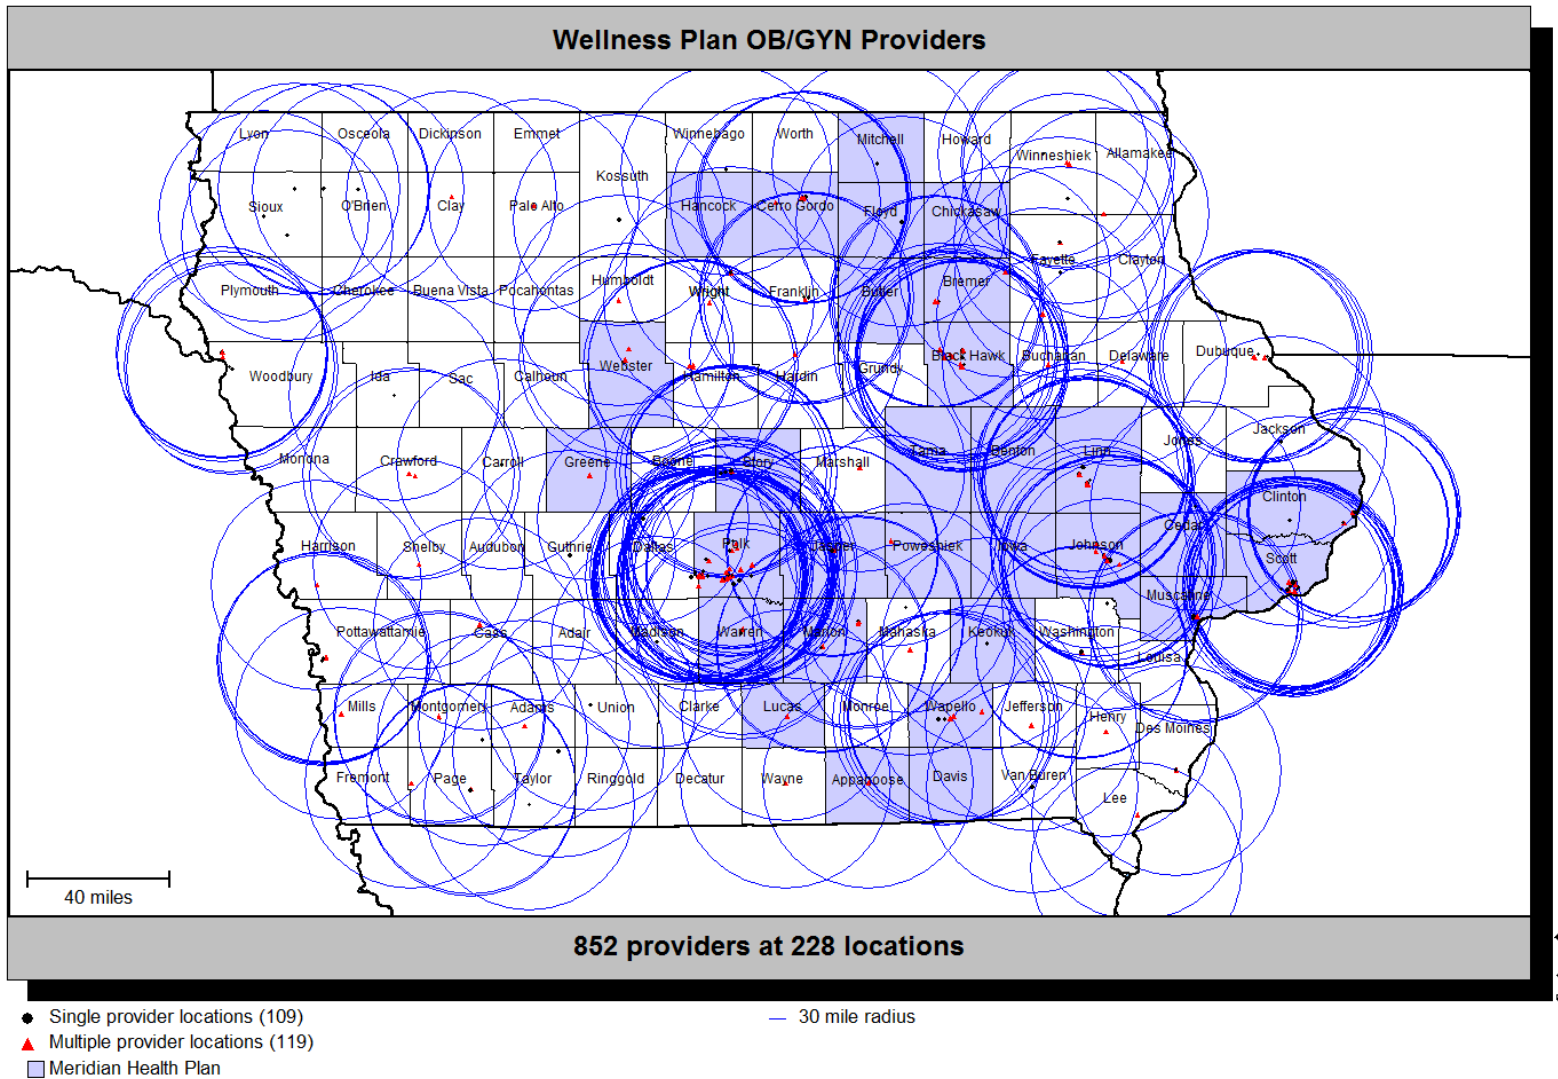 Wellness Plan OB/GYN Providers
Lyon Osceola Dickinson Emmet Winnebago Worth Mitchell Howard Winneshiek Allamakee
Sioux O'Brien Clay Palo Alto Kossuth Hancock Cerro Gordo Floyd Chickasaw
Plymouth Cherokee Buena Vista Pocahontas Humboldt Wright Franklin Butler Bremer Fayette Clayton
Woodbury Ida Sac Calhoun Webster Hamilton Hardin Grundy Black Hawk Buchanan Delaware Dubuque
Monona Crawford Carroll Greene Boone Story Marshall Tama Benton Linn Jones Jackson
Clinton
Harrison Shelby Audubon Guthrie Dallas Polk Jasper Poweshiek Iowa Johnson Cedar Scott
Muscatine
Pottawattamie Cass Adair Madison Warren Marion Mahaska Keokuk Washington Louisa
Mills Montgomery Adams Union Clarke Lucas Monroe Wapello Jefferson Henry Des Moines
Fremont Page Taylor Ringgold Decatur Wayne Appanoose Davis Van Buren Lee
40 miles
852 providers at 228 locations
Single provider locations (109) 30 mile radius
Multiple provider locations (119)
Meridian Health Plan